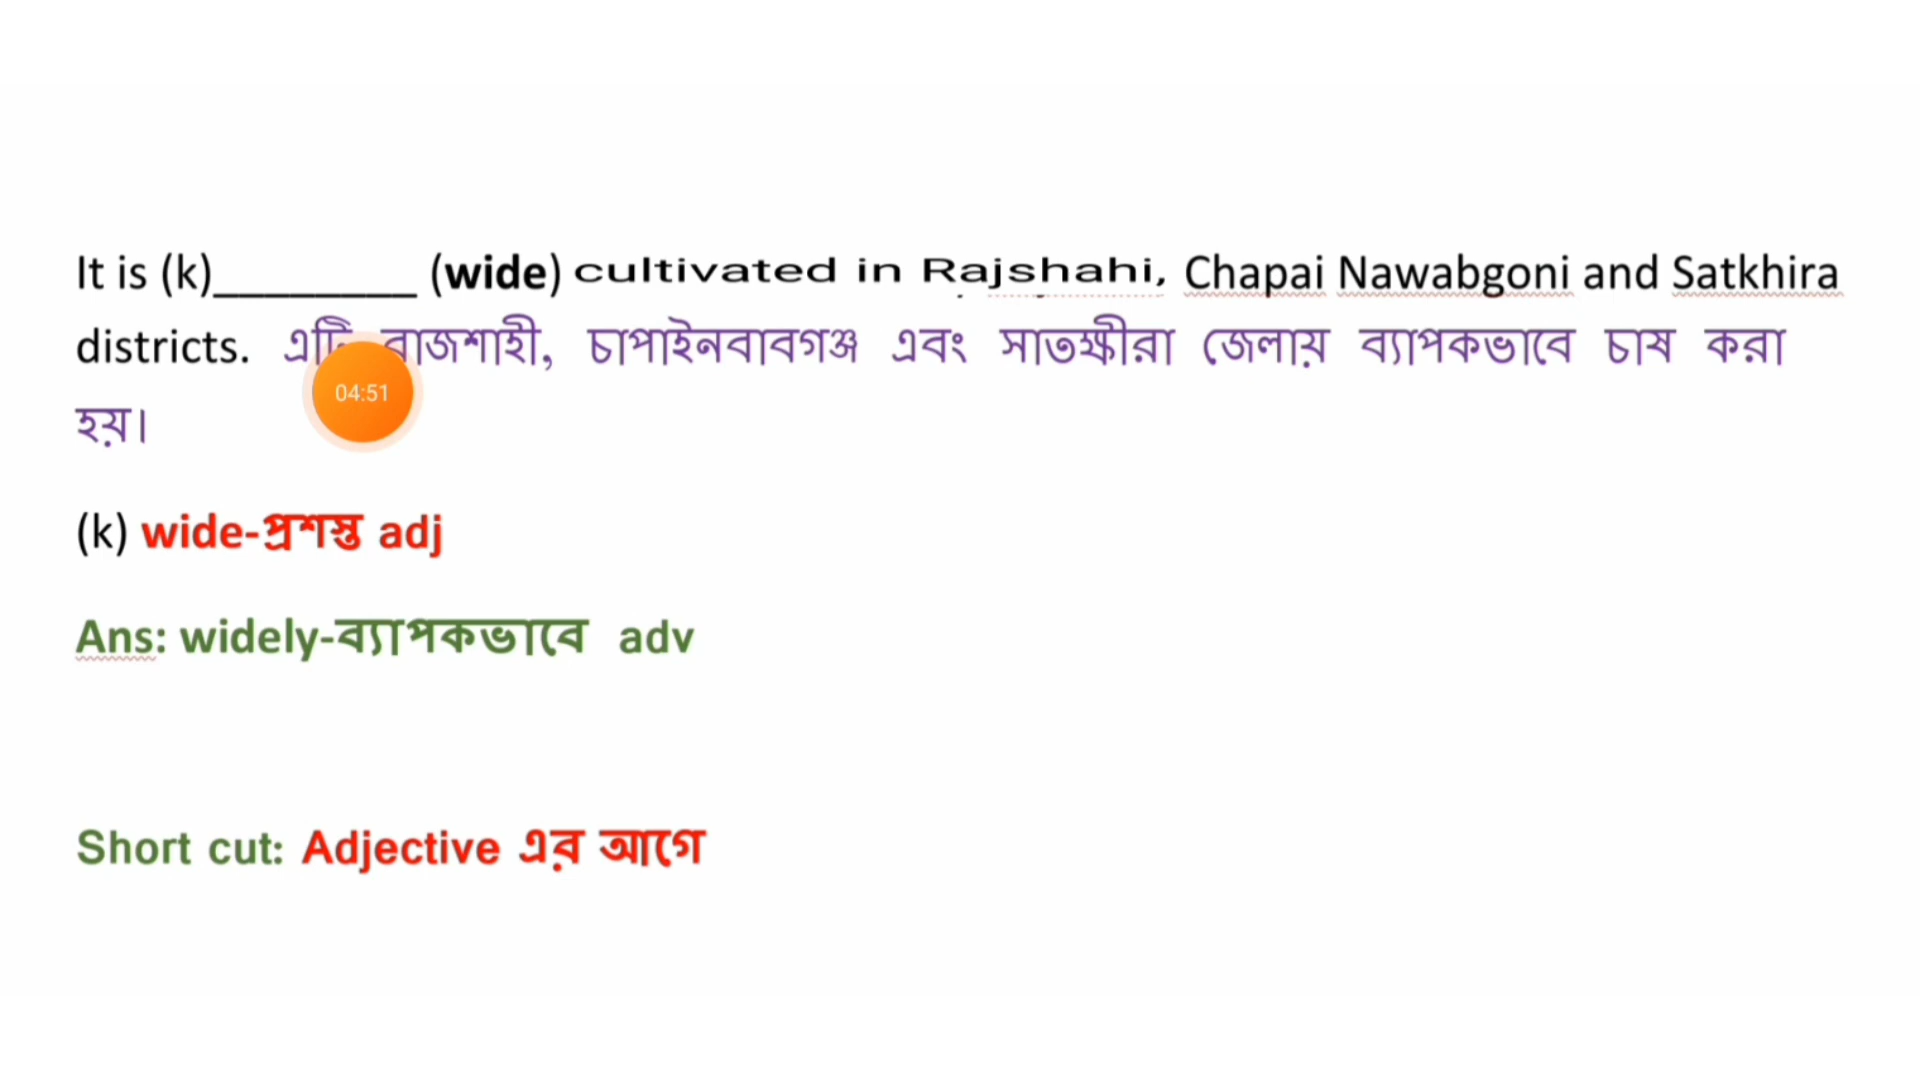 It is (k)________ (wide) cultivated in Rajshahi, Chapai Nawabgoni and Satkhira
districts. এটি রাজশাহী, চাপাইনবাবগঞ্জ এবং সাতক্ষীরা জেলায় ব্যাপকভাবে চাষ করা
হয়।
04:51
(k) wide-প্রশস্ত adj
Ans: widely-ব্যাপকভাবে adv
Short cut: Adjective এর আগে